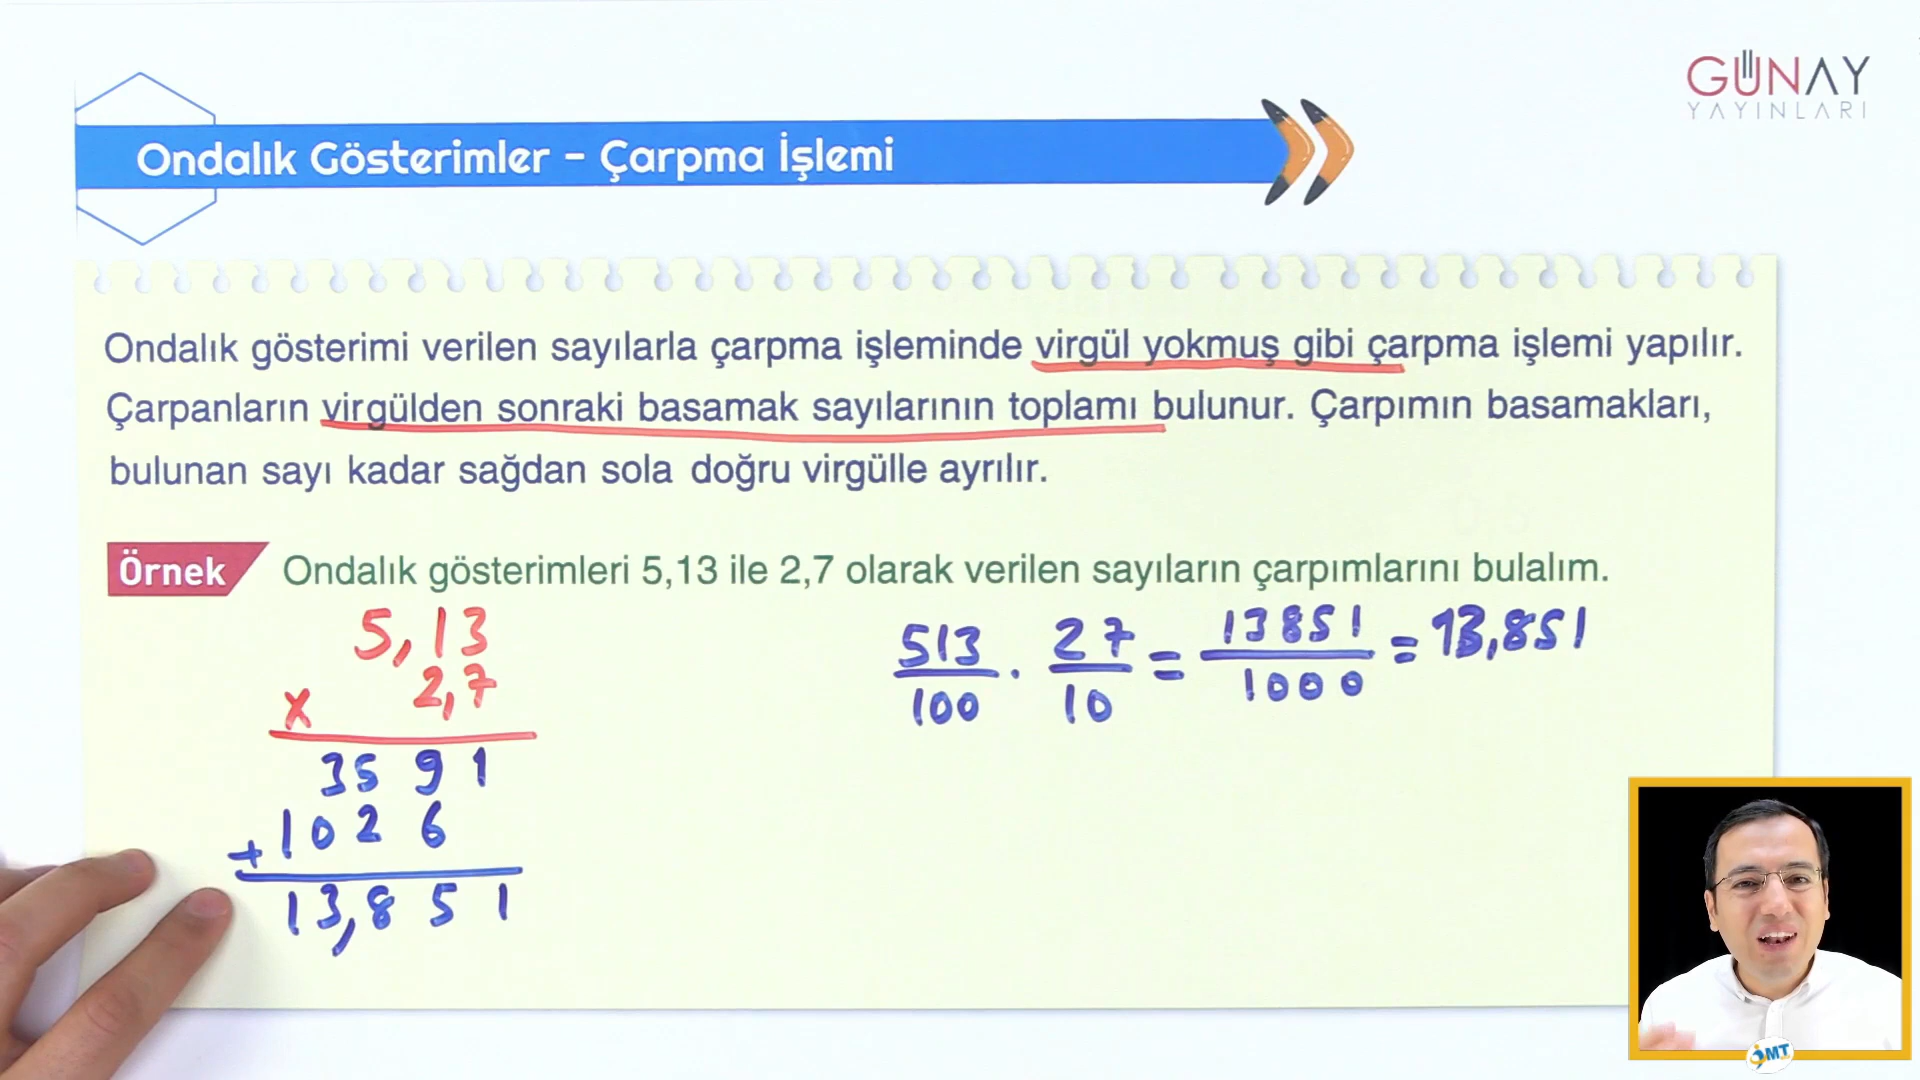 GÜNAY
YAYINLARI
Ondalık Gösterimler - Çarpma İşlemi
Ondalık gösterimi verilen sayılarla çarpma işleminde virgül yokmuş gibi çarpma işlemi yapılır.
Çarpanların virgülden sonraki basamak sayılarının toplamı bulunur. Çarpımın basamakları,
bulunan sayı kadar sağdan sola doğru virgülle ayrılır.
Örnek Ondalık gösterimleri 5,13 ile 2,7 olarak verilen sayıların çarpımlarını bulalım.
5,13
x 2,7
3591
+1026
13,851
513/100 . 27/10 = 13851/1000 = 13,851
MT